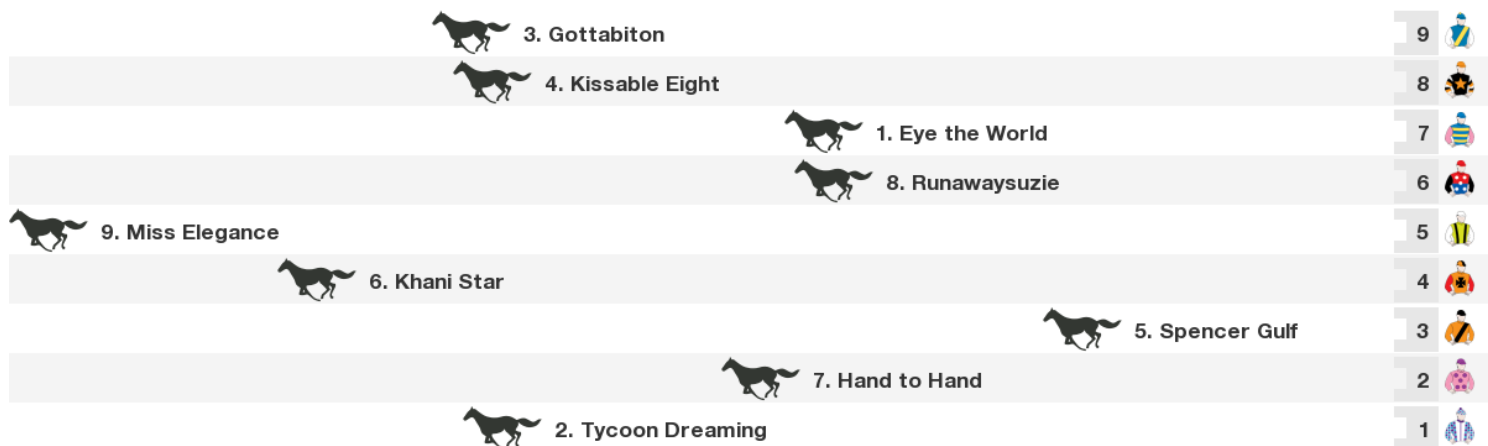 3. Gottabiton 9
4. Kissable Eight 8
1. Eye the World 7
8. Runawaysuzie 6
9. Miss Elegance 5
6. Khani Star 4
5. Spencer Gulf 3
7. Hand to Hand 2
2. Tycoon Dreaming 1